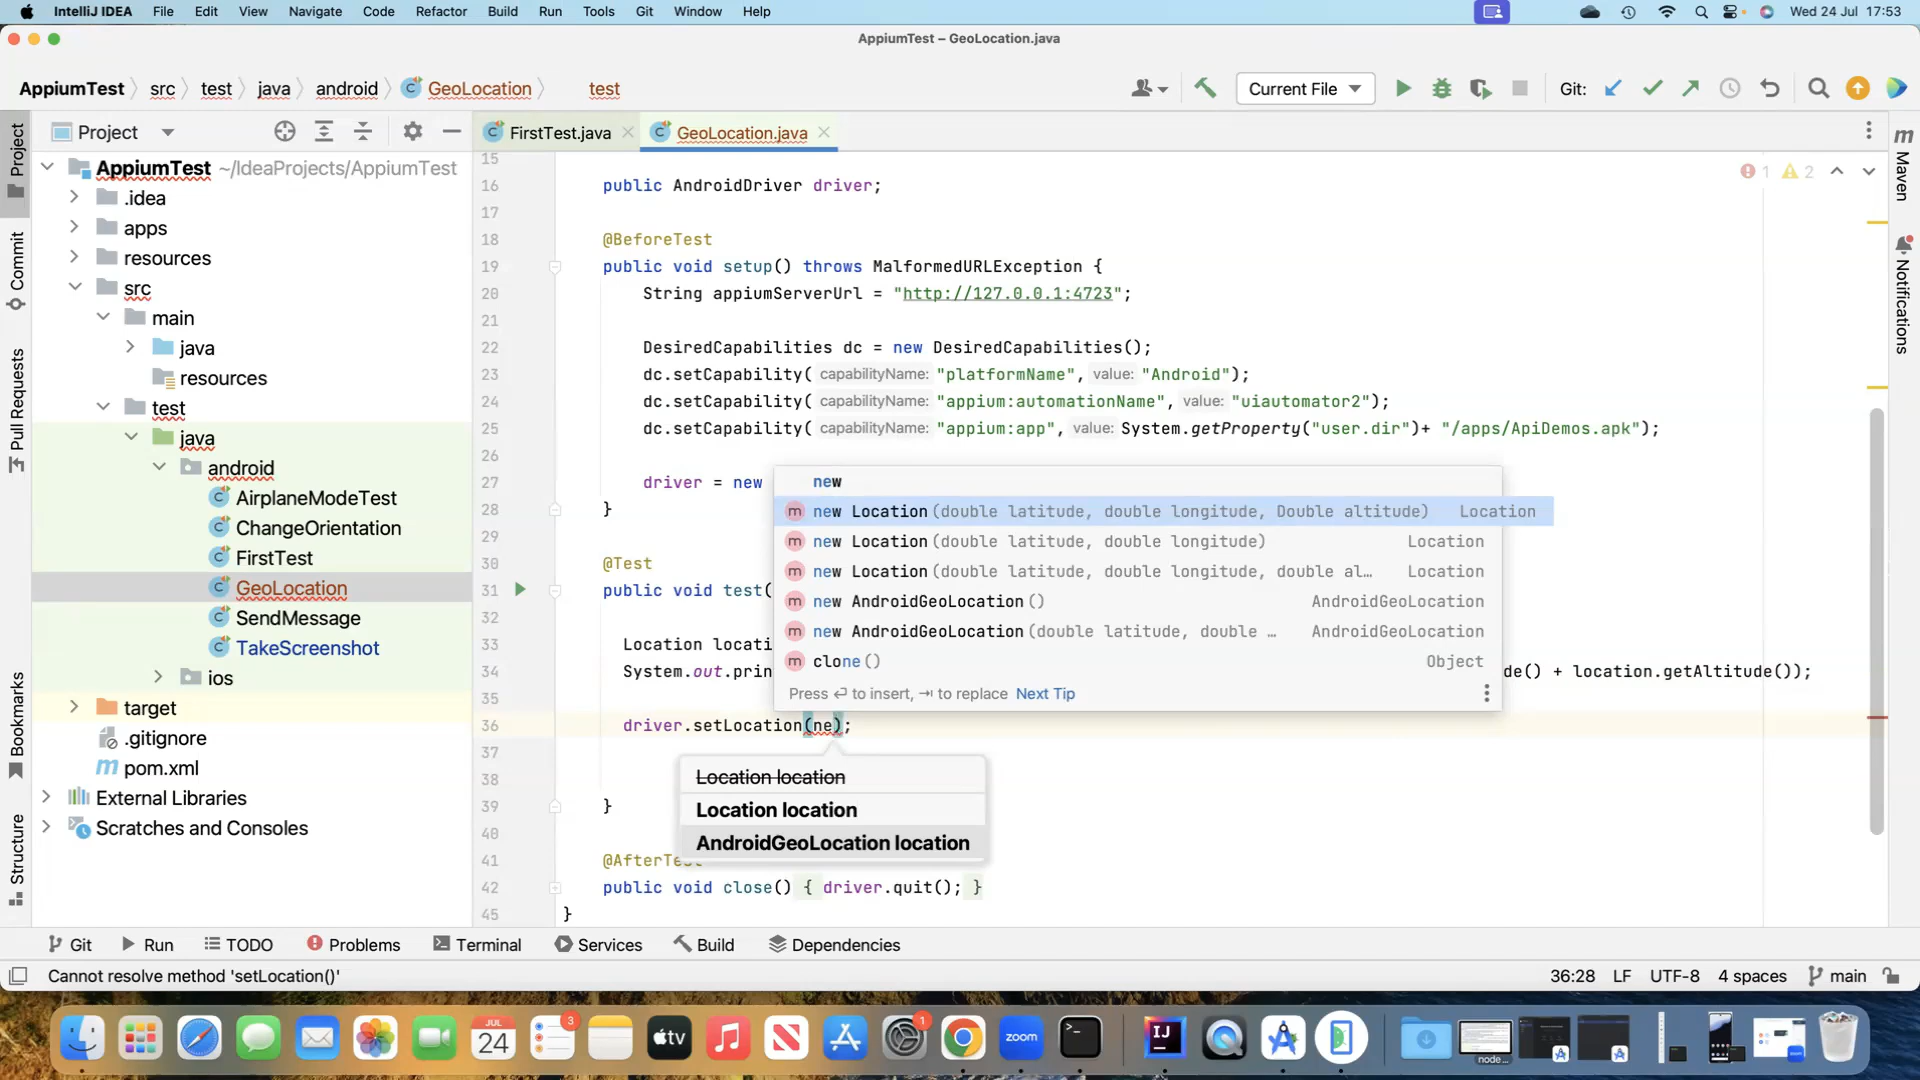 IntelliJ IDEA File Edit View Navigate Code Refactor Build Run Tools Git Window Help Wed 24 Jul 17:53
AppiumTest – GeoLocation.java
AppiumTest src test java android GeoLocation test Current File Git:
Project FirstTest.java GeoLocation.java
AppiumTest ~/IdeaProjects/AppiumTest
.idea
apps
resources
src
main
java
resources
test
java
android
AirplaneModeTest
ChangeOrientation
FirstTest
GeoLocation
SendMessage
TakeScreenshot
ios
target
.gitignore
pom.xml
External Libraries
Scratches and Consoles
Project
Commit
Pull Requests
Bookmarks
Structure
1 2
15
16 public AndroidDriver driver;
17
18 @BeforeTest
19 public void setup() throws MalformedURLException {
20 String appiumServerUrl = "http://127.0.0.1:4723";
21
22 DesiredCapabilities dc = new DesiredCapabilities();
23 dc.setCapability( capabilityName: "platformName", value: "Android");
24 dc.setCapability( capabilityName: "appium:automationName", value: "uiautomator2");
25 dc.setCapability( capabilityName: "appium:app", value: System.getProperty("user.dir")+ "/apps/ApiDemos.apk");
26
27 driver = new
28 }
29
30 @Test
31 public void test(
32
33 Location locati
34 System.out.prin de() + location.getAltitude());
35
36 driver.setLocation(ne);
37
38
39 }
40
41 @AfterTes
42 public void close() { driver.quit(); }
45 }
new
m new Location(double latitude, double longitude, Double altitude) Location
m new Location(double latitude, double longitude) Location
m new Location(double latitude, double longitude, double al… Location
m new AndroidGeoLocation() AndroidGeoLocation
m new AndroidGeoLocation(double latitude, double … AndroidGeoLocation
m clone() Object
Press ↩ to insert, ⇥ to replace Next Tip
Location location
Location location
AndroidGeoLocation location
m Maven
Notifications
Git Run TODO Problems Terminal Services Build Dependencies
Cannot resolve method 'setLocation()' 36:28 LF UTF-8 4 spaces main
JUL
24
3
tv
1
zoom
IJ
node...